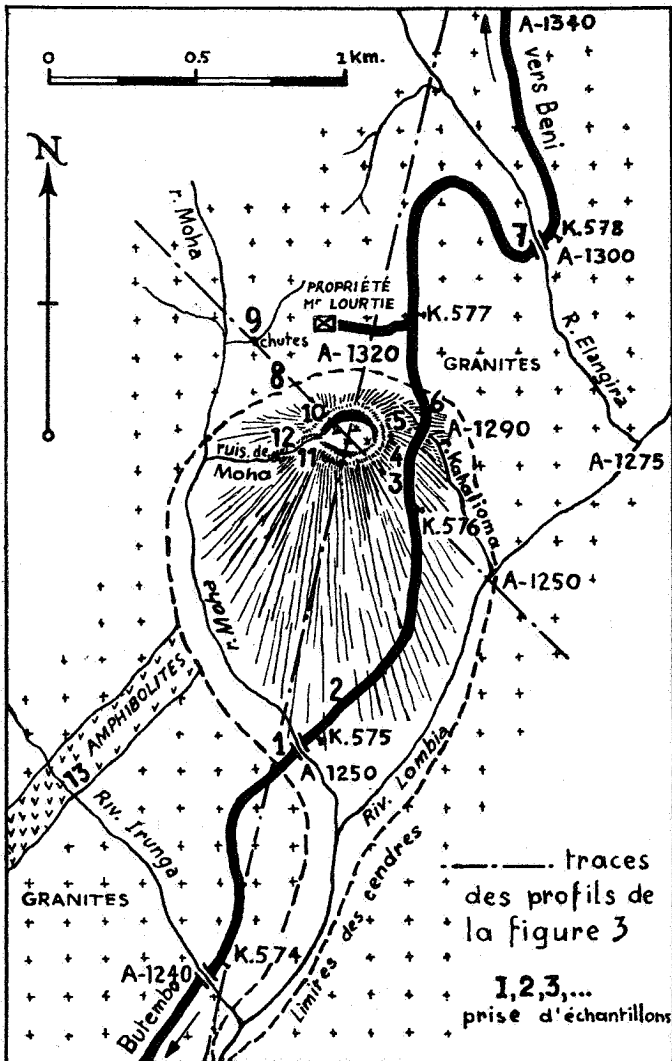 A-1340
0 0.5 1 km.
vers Beni
N
r. Moha
7
K.578
A-1300
PROPRIÉTÉ
Mr LOURTIE
K.577
9
chutes
A-1320
R. Elangira
GRANITES
8
10
6
5
A-1290
12
ruis. de
Moha
11
4
3
Kahalioma
A-1275
K.576
A-1250
r. Moha
AMPHIBOLITES
2
1
K.575
A 1250
13
Riv. Lombia
Riv. Irunga
traces
des profils de
la figure 3
GRANITES
Limites des cendres
K.574
A-1240
1,2,3,...
prise d'échantillons
Butembo